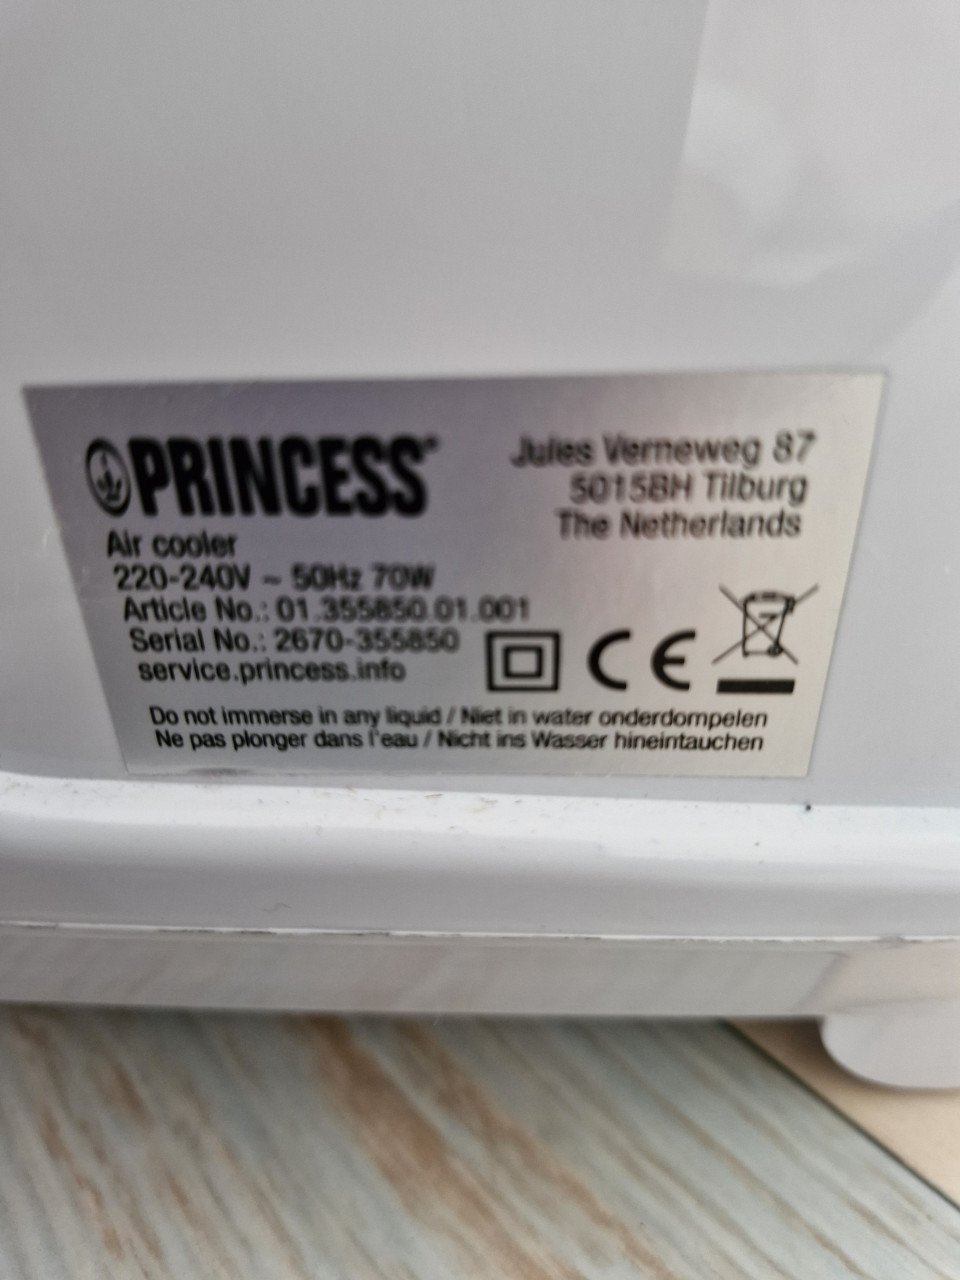 PRINCESS
Air cooler
220-240V ~ 50Hz 70W
Article No.: 01.355850.01.001
Serial No.: 2670-355850
service.princess.info
Jules Verneweg 87
5015BH Tilburg
The Netherlands
CE
Do not immerse in any liquid / Niet in water onderdompelen
Ne pas plonger dans l'eau / Nicht ins Wasser hineintauchen